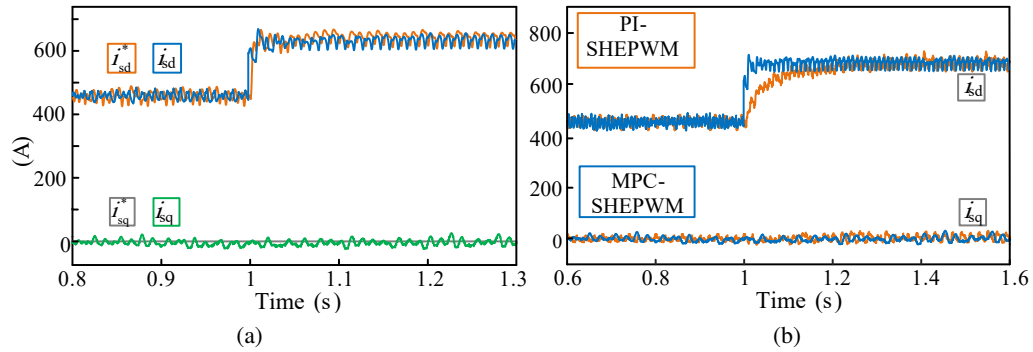 600
400
200
0
(A)
i*sd isd
i*sq isq
0.8 0.9 1 1.1 1.2 1.3
Time (s)
(a)
800
600
400
200
0
PI-
SHEPWM
isd
MPC-
SHEPWM
isq
0.6 0.8 1 1.2 1.4 1.6
Time (s)
(b)